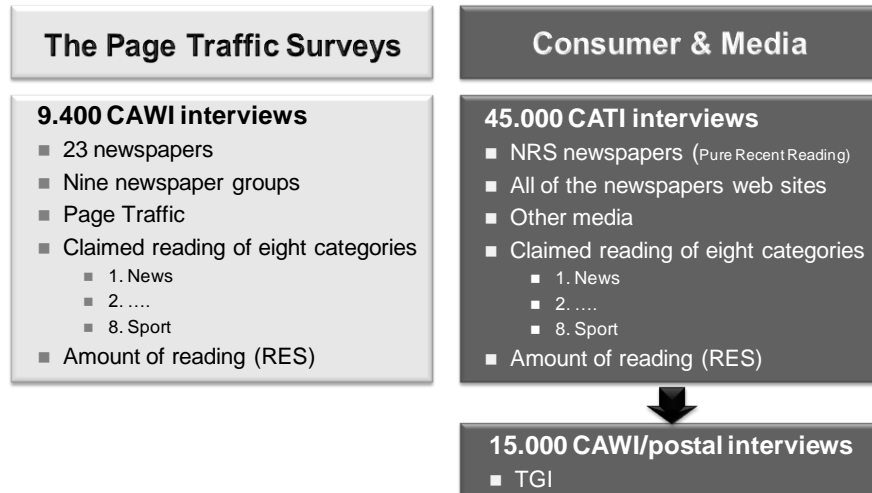 The Page Traffic Surveys
9.400 CAWI interviews
23 newspapers
Nine newspaper groups
Page Traffic
Claimed reading of eight categories
1. News
2. ....
8. Sport
Amount of reading (RES)
Consumer & Media
45.000 CATI interviews
NRS newspapers (Pure Recent Reading)
All of the newspapers web sites
Other media
Claimed reading of eight categories
1. News
2. ....
8. Sport
Amount of reading (RES)
15.000 CAWI/postal interviews
TGI